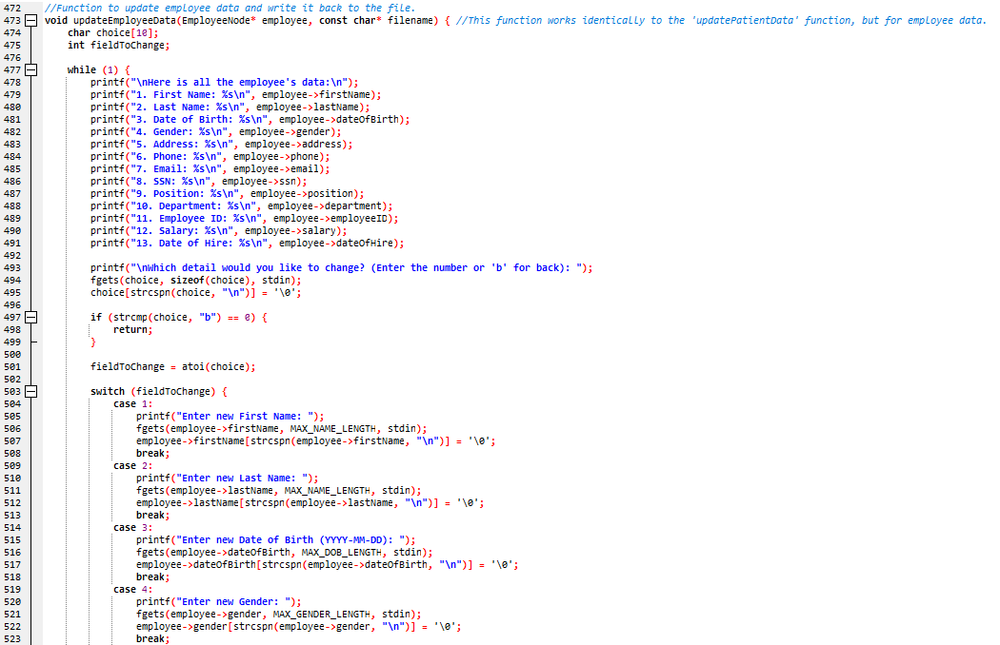 472 //Function to update employee data and write it back to the file.
473 void updateEmployeeData(EmployeeNode* employee, const char* filename) { //This function works identically to the 'updatePatientData' function, but for employee data.
474 char choice[10];
475 int fieldToChange;
476
477 while (1) {
478 printf("\nHere is all the employee's data:\n");
479 printf("1. First Name: %s\n", employee->firstName);
480 printf("2. Last Name: %s\n", employee->lastName);
481 printf("3. Date of Birth: %s\n", employee->dateOfBirth);
482 printf("4. Gender: %s\n", employee->gender);
483 printf("5. Address: %s\n", employee->address);
484 printf("6. Phone: %s\n", employee->phone);
485 printf("7. Email: %s\n", employee->email);
486 printf("8. SSN: %s\n", employee->ssn);
487 printf("9. Position: %s\n", employee->position);
488 printf("10. Department: %s\n", employee->department);
489 printf("11. Employee ID: %s\n", employee->employeeID);
490 printf("12. Salary: %s\n", employee->salary);
491 printf("13. Date of Hire: %s\n", employee->dateOfHire);
492
493 printf("\nWhich detail would you like to change? (Enter the number or 'b' for back): ");
494 fgets(choice, sizeof(choice), stdin);
495 choice[strcspn(choice, "\n")] = '\0';
496
497 if (strcmp(choice, "b") == 0) {
498 return;
499 }
500
501 fieldToChange = atoi(choice);
502
503 switch (fieldToChange) {
504 case 1:
505 printf("Enter new First Name: ");
506 fgets(employee->firstName, MAX_NAME_LENGTH, stdin);
507 employee->firstName[strcspn(employee->firstName, "\n")] = '\0';
508 break;
509 case 2:
510 printf("Enter new Last Name: ");
511 fgets(employee->lastName, MAX_NAME_LENGTH, stdin);
512 employee->lastName[strcspn(employee->lastName, "\n")] = '\0';
513 break;
514 case 3:
515 printf("Enter new Date of Birth (YYYY-MM-DD): ");
516 fgets(employee->dateOfBirth, MAX_DOB_LENGTH, stdin);
517 employee->dateOfBirth[strcspn(employee->dateOfBirth, "\n")] = '\0';
518 break;
519 case 4:
520 printf("Enter new Gender: ");
521 fgets(employee->gender, MAX_GENDER_LENGTH, stdin);
522 employee->gender[strcspn(employee->gender, "\n")] = '\0';
523 break;